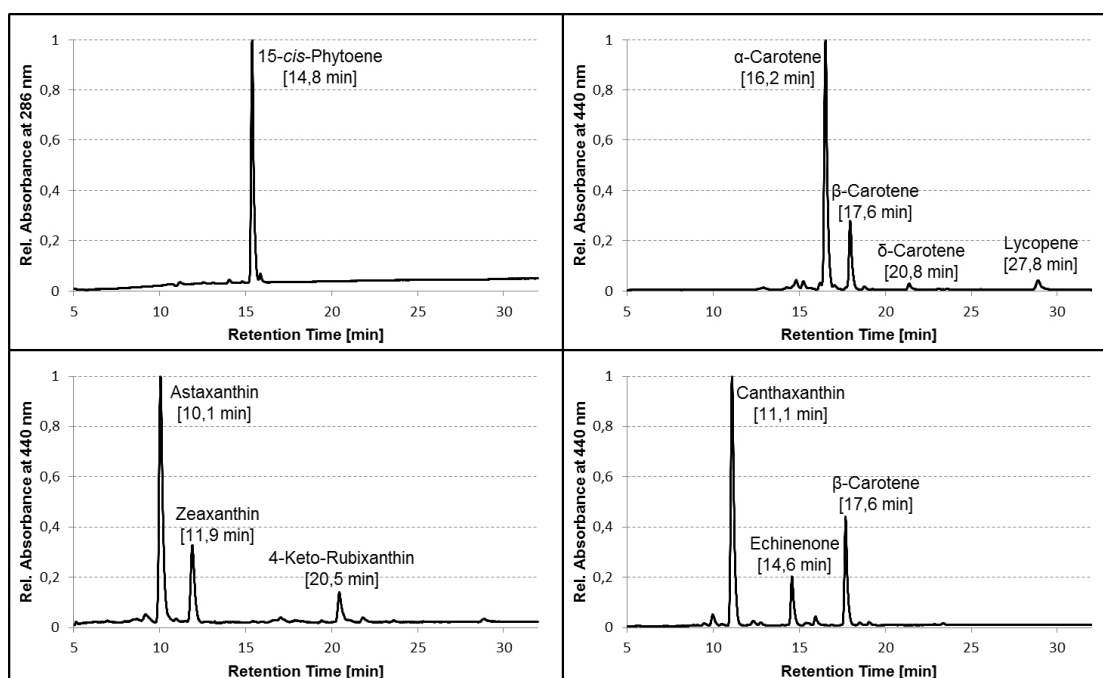 Rel. Absorbance at 286 nm
1
0,8
0,6
0,4
0,2
0
15-cis-Phytoene
[14,8 min]
5
10
15
20
25
30
Retention Time [min]
Rel. Absorbance at 440 nm
1
0,8
0,6
0,4
0,2
0
α-Carotene
[16,2 min]
β-Carotene
[17,6 min]
δ-Carotene
[20,8 min]
Lycopene
[27,8 min]
5
10
15
20
25
30
Retention Time [min]
Rel. Absorbance at 440 nm
1
0,8
0,6
0,4
0,2
0
Astaxanthin
[10,1 min]
Zeaxanthin
[11,9 min]
4-Keto-Rubixanthin
[20,5 min]
5
10
15
20
25
30
Retention Time [min]
Rel. Absorbance at 440 nm
1
0,8
0,6
0,4
0,2
0
Canthaxanthin
[11,1 min]
Echinenone
[14,6 min]
β-Carotene
[17,6 min]
5
10
15
20
25
30
Retention Time [min]